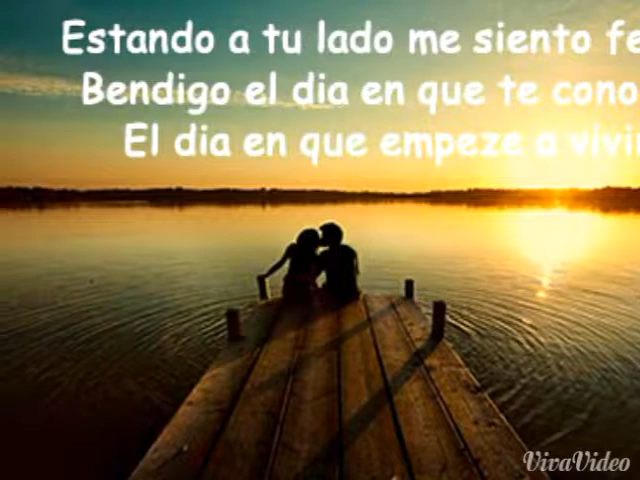 Estando a tu lado me siento fe
Bendigo el dia en que te cono
El dia en que empeze a vivi
VivaVideo